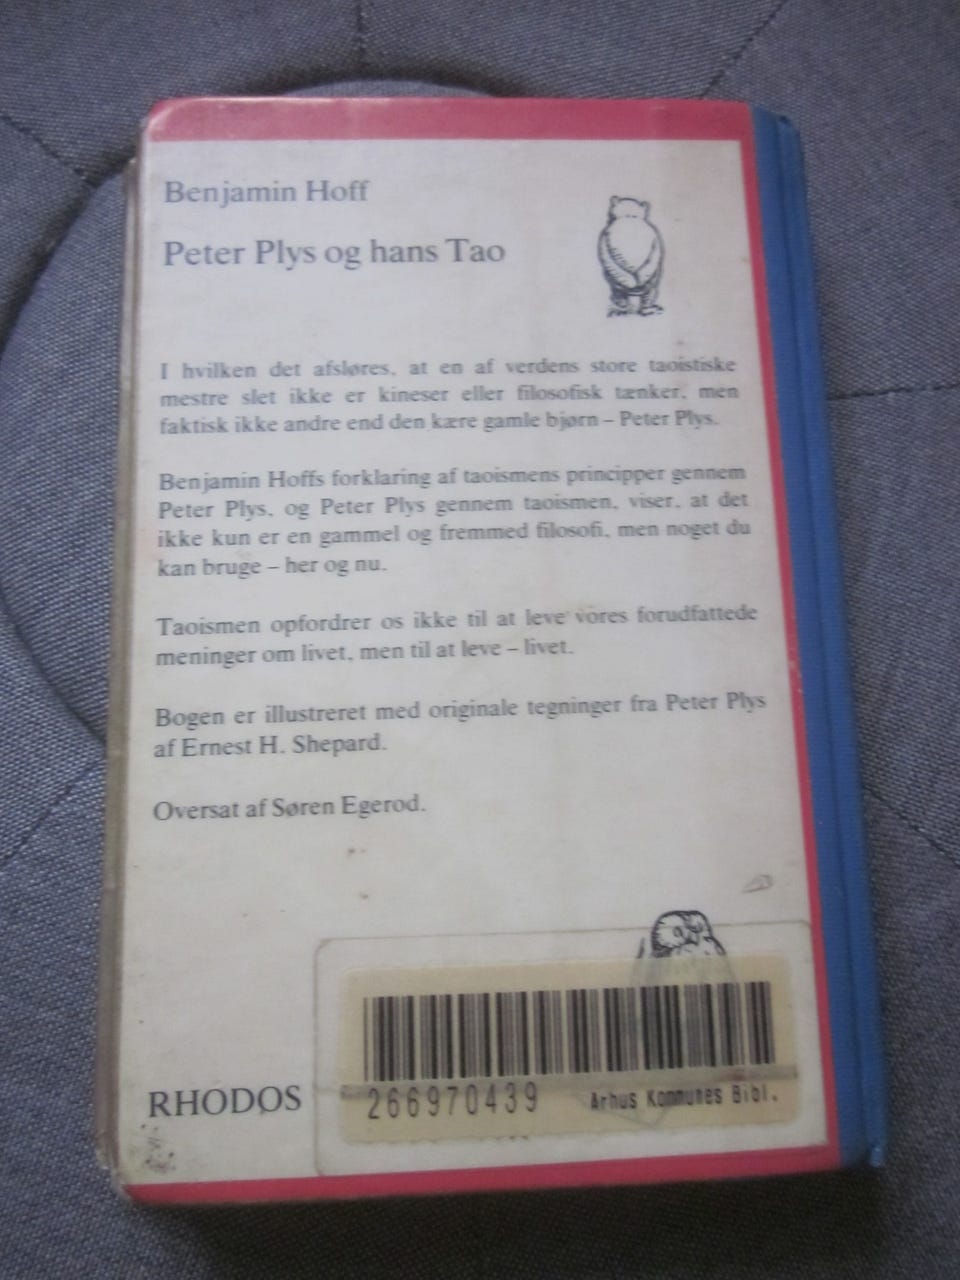 Benjamin Hoff
Peter Plys og hans Tao
I hvilken det afsløres, at en af verdens store taoistiske
mestre slet ikke er kineser eller filosofisk tænker, men
faktisk ikke andre end den kære gamle bjørn – Peter Plys.
Benjamin Hoffs forklaring af taoismens principper gennem
Peter Plys, og Peter Plys gennem taoismen, viser, at det
ikke kun er en gammel og fremmed filosofi, men noget du
kan bruge – her og nu.
Taoismen opfordrer os ikke til at leve vores forudfattede
meninger om livet, men til at leve – livet.
Bogen er illustreret med originale tegninger fra Peter Plys
af Ernest H. Shepard.
Oversat af Søren Egerod.
RHODOS
266970439 Arhus Kommunes Bibl.